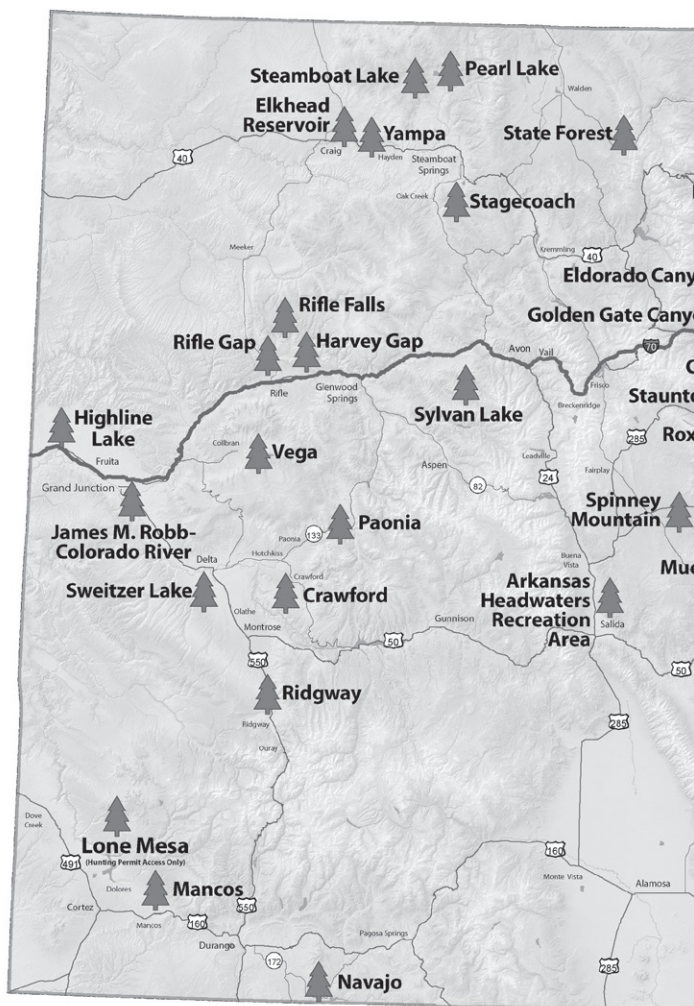 Steamboat Lake
Pearl Lake
Walden
Elkhead
Reservoir
Yampa
State Forest
40
Craig
Hayden
Steamboat
Springs
Oak Creek
Stagecoach
Meeker
Kremmling
40
Eldorado Cany
Rifle Falls
Golden Gate Canyo
Rifle Gap
Harvey Gap
Avon
Vail
70
Rifle
Glenwood
Springs
Sylvan Lake
Frisco
Breckenridge
Staunto
Highline
Lake
Fruita
Collbran
Vega
285
Rox
Leadville
Aspen
24
Fairplay
82
Grand Junction
Spinney
Mountain
James M. Robb-
Colorado River
Paonia
133
Paonia
Hotchkiss
Delta
Buena
Vista
Muc
Crawford
Sweitzer Lake
Crawford
Arkansas
Headwaters
Recreation
Area
Olathe
Montrose
Gunnison
Salida
50
550
50
Ridgway
Ridgway
285
Ouray
Dove
Creek
Lone Mesa
(Hunting Permit Access Only)
491
160
Dolores
Mancos
Monte Vista
Alamosa
Cortez
550
Mancos
160
Durango
Pagosa Springs
172
Navajo
285